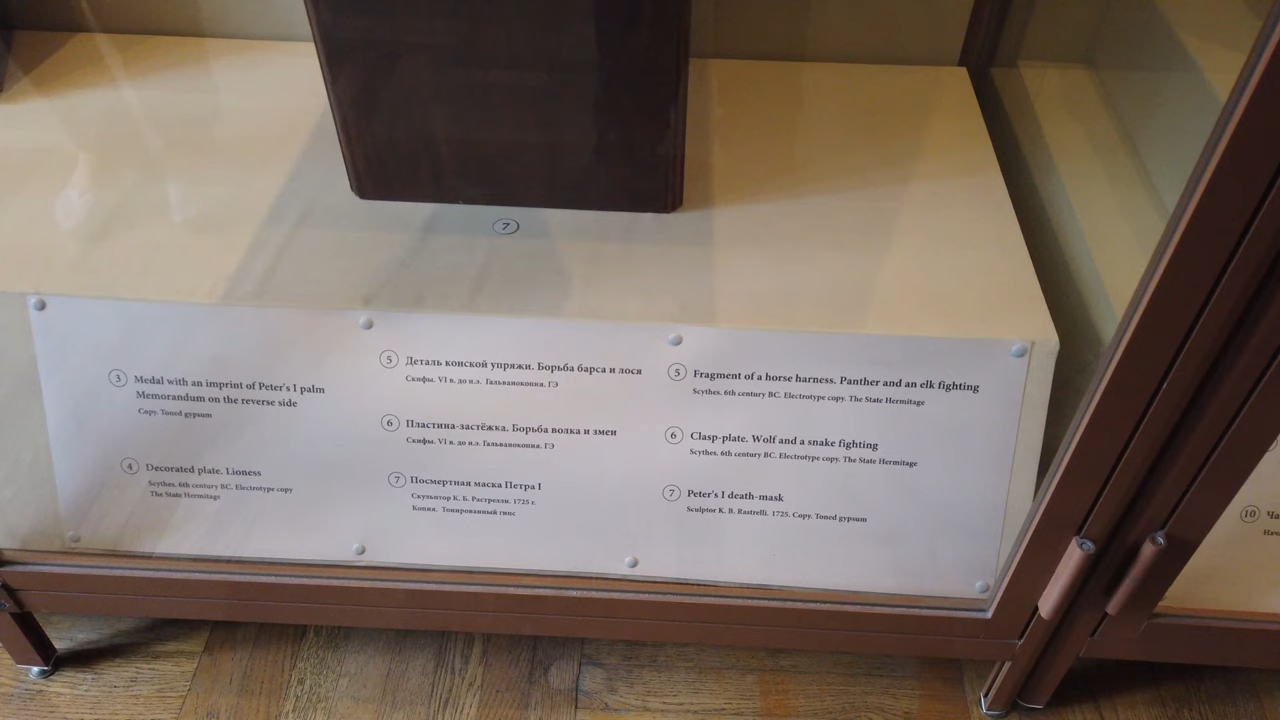 7
3 Medal with an imprint of Peter's I palm
Memorandum on the reverse side
Copy. Toned gypsum
4 Decorated plate. Lioness
Scythes. 6th century BC. Electrotype copy
The State Hermitage
5 Деталь конской упряжи. Борьба барса и лося
Скифы. VI в. до н.э. Гальванокопия. ГЭ
6 Пластина-застёжка. Борьба волка и змеи
Скифы. VI в. до н.э. Гальванокопия. ГЭ
7 Посмертная маска Петра I
Скульптор К. Б. Растрелли. 1725 г.
Копия. Тонированный гипс
5 Fragment of a horse harness. Panther and an elk fighting
Scythes. 6th century BC. Electrotype copy. The State Hermitage
6 Clasp-plate. Wolf and a snake fighting
Scythes. 6th century BC. Electrotype copy. The State Hermitage
7 Peter's I death-mask
Sculptor K. B. Rastrelli. 1725. Copy. Toned gypsum
10